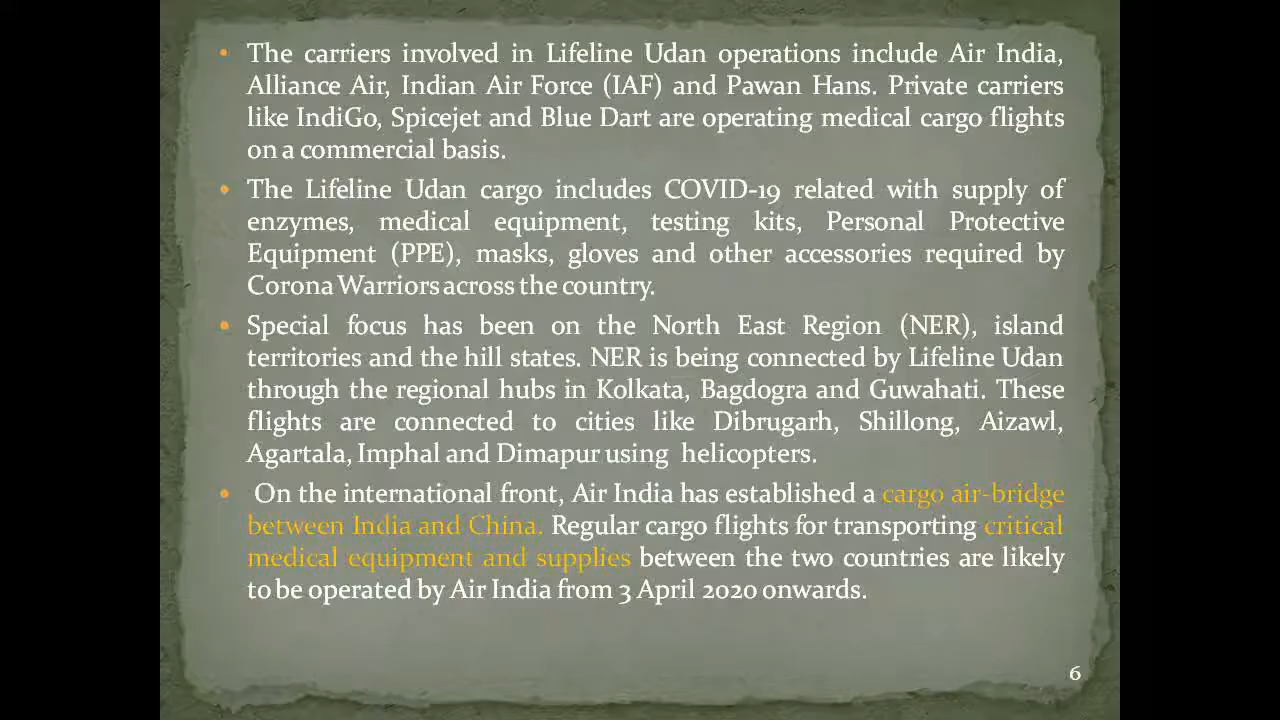 • The carriers involved in Lifeline Udan operations include Air India,
Alliance Air, Indian Air Force (IAF) and Pawan Hans. Private carriers
like IndiGo, Spicejet and Blue Dart are operating medical cargo flights
on a commercial basis.
• The Lifeline Udan cargo includes COVID-19 related with supply of
enzymes, medical equipment, testing kits, Personal Protective
Equipment (PPE), masks, gloves and other accessories required by
Corona Warriors across the country.
• Special focus has been on the North East Region (NER), island
territories and the hill states. NER is being connected by Lifeline Udan
through the regional hubs in Kolkata, Bagdogra and Guwahati. These
flights are connected to cities like Dibrugarh, Shillong, Aizawl,
Agartala, Imphal and Dimapur using helicopters.
• On the international front, Air India has established a cargo air-bridge
between India and China. Regular cargo flights for transporting critical
medical equipment and supplies between the two countries are likely
to be operated by Air India from 3 April 2020 onwards.
6